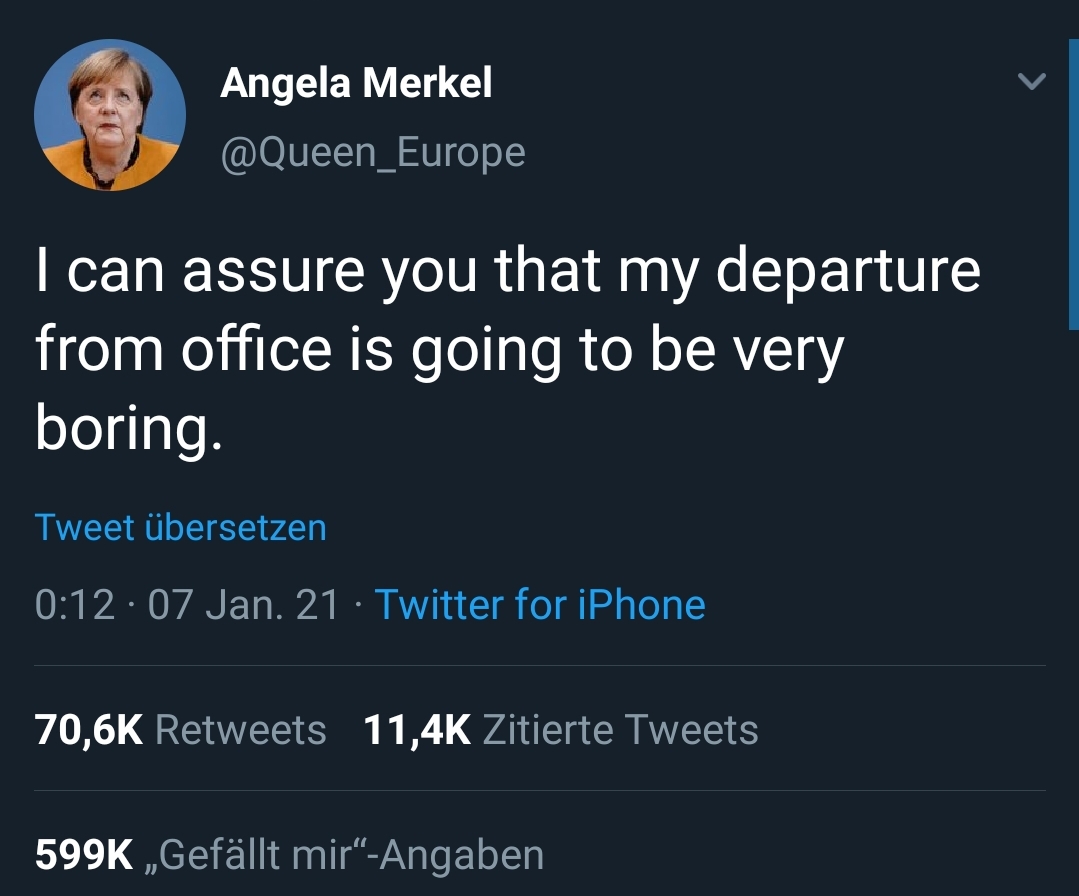 Angela Merkel
@Queen_Europe
I can assure you that my departure
from office is going to be very
boring.
Tweet übersetzen
0:12 · 07 Jan. 21 · Twitter for iPhone
70,6K Retweets 11,4K Zitierte Tweets
599K „Gefällt mir“-Angaben